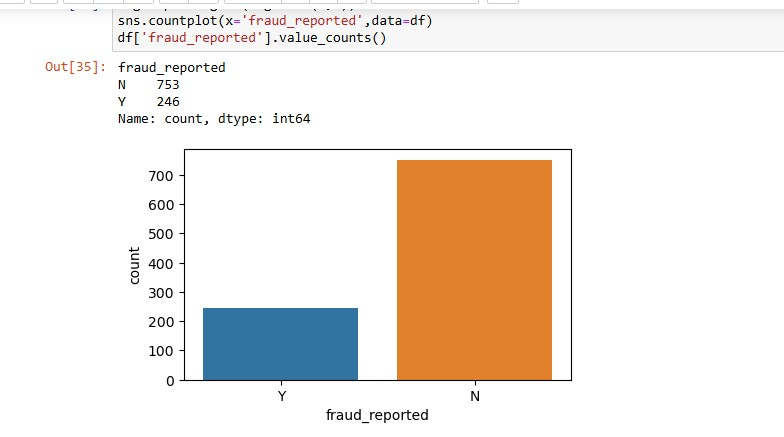 sns.countplot(x='fraud_reported',data=df)
df['fraud_reported'].value_counts()
Out[35]: fraud_reported
N    753
Y    246
Name: count, dtype: int64
700
600
500
400
300
200
100
0
count
Y N
fraud_reported